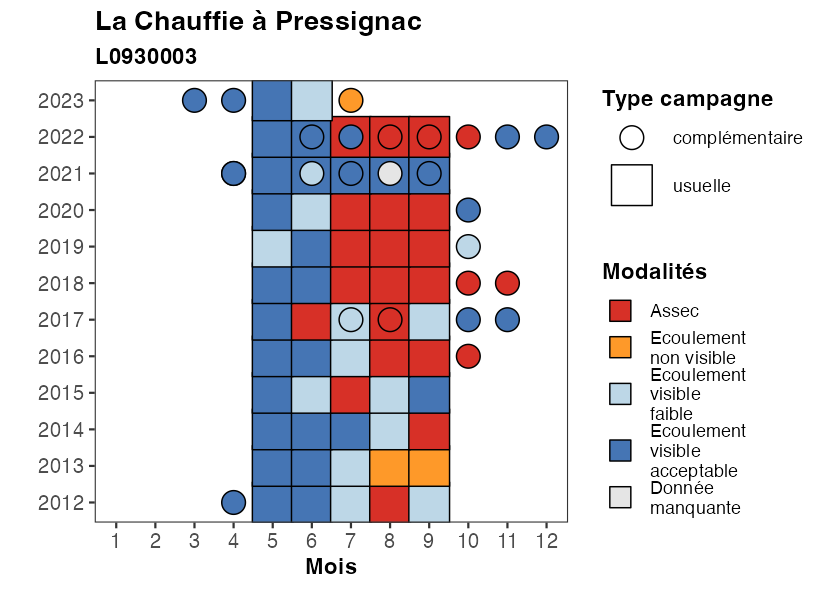 La Chauffie à Pressignac
L0930003
2023
2022
2021
2020
2019
2018
2017
2016
2015
2014
2013
2012
1 2 3 4 5 6 7 8 9 10 11 12
Mois
Type campagne
complémentaire
usuelle
Modalités
Assec
Ecoulement
non visible
Ecoulement
visible
faible
Ecoulement
visible
acceptable
Donnée
manquante